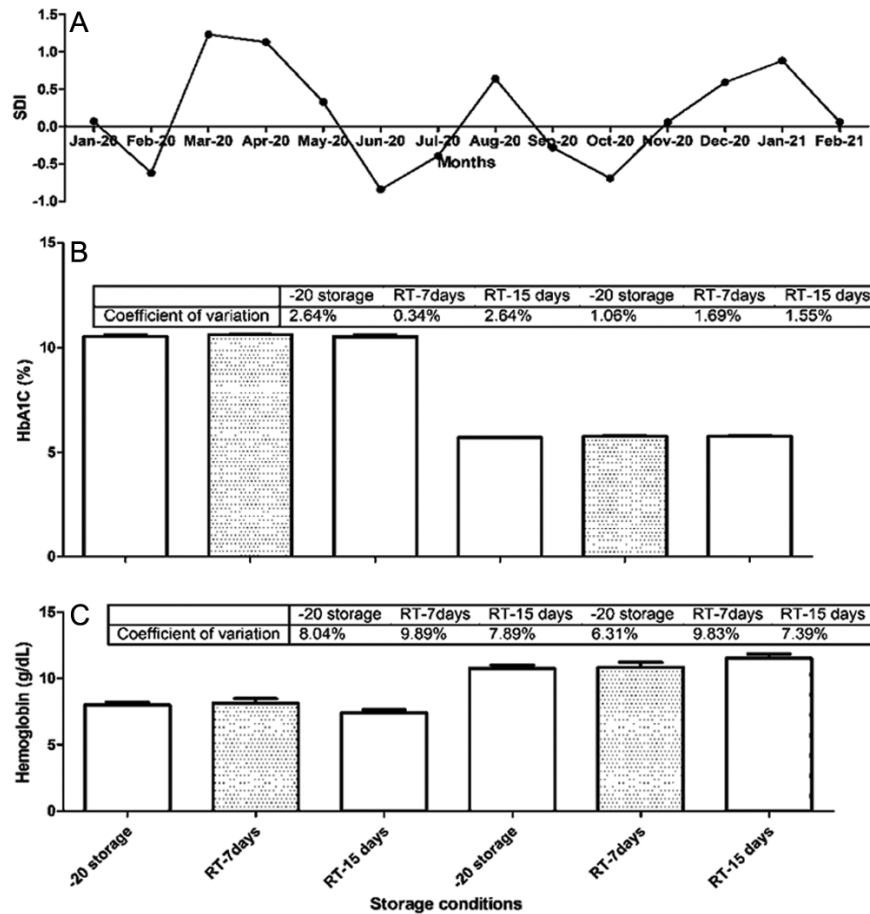 A
1.5
1.0
0.5
0.0
-0.5
-1.0
SDI
Jan-20 Feb-20 Mar-20 Apr-20 May-20 Jun-20 Jul-20 Aug-20 Sep-20 Oct-20 Nov-20 Dec-20 Jan-21 Feb-21
Months
B
15
10
5
0
HbA1C (%)
-20 storage RT-7days RT-15 days -20 storage RT-7days RT-15 days
Coefficient of variation 2.64% 0.34% 2.64% 1.06% 1.69% 1.55%
C
15
10
5
0
Hemoglobin (g/dL)
-20 storage RT-7days RT-15 days -20 storage RT-7days RT-15 days
Coefficient of variation 8.04% 9.89% 7.89% 6.31% 9.83% 7.39%
-20 storage RT-7days RT-15 days -20 storage RT-7days RT-15 days
Storage conditions